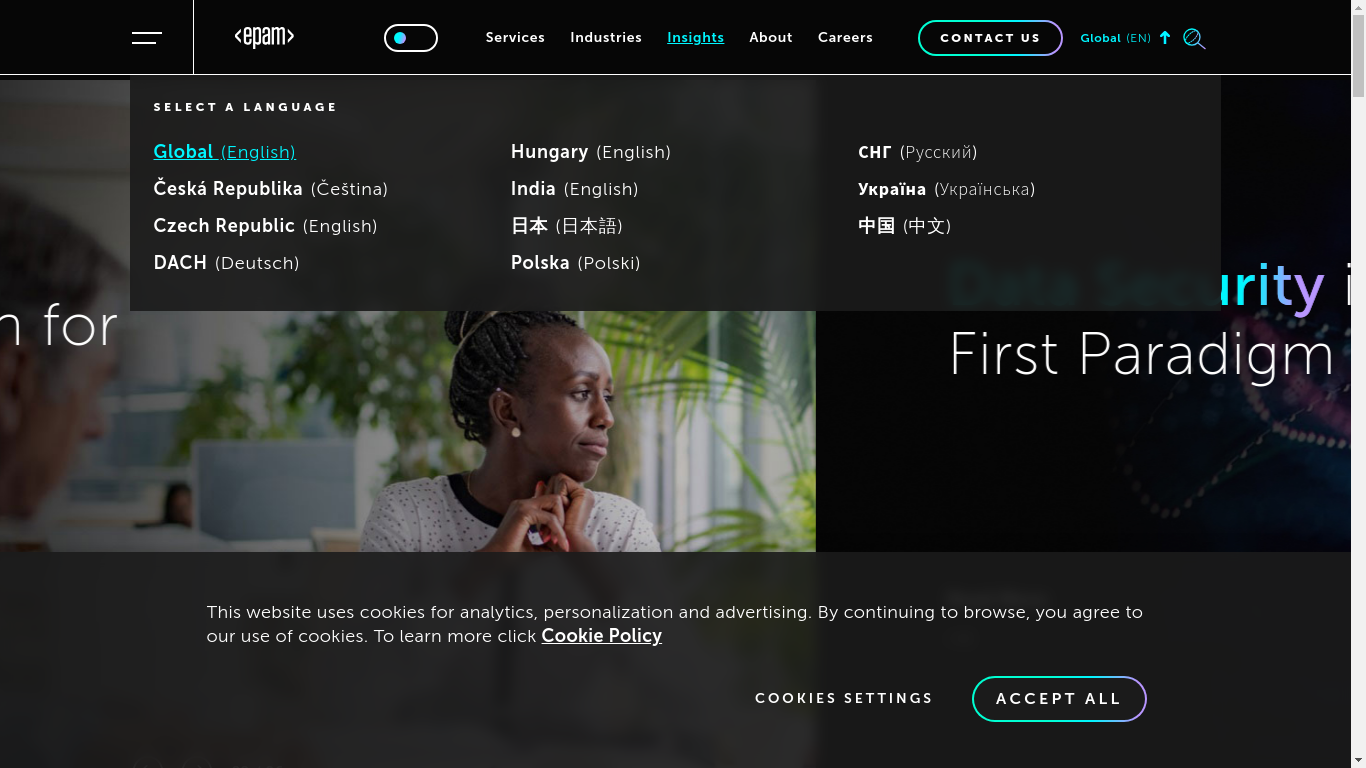 <epam>
Services Industries Insights About Careers
CONTACT US
Global (EN)
SELECT A LANGUAGE
Global (English)
Česká Republika (Čeština)
Czech Republic (English)
DACH (Deutsch)
Hungary (English)
India (English)
日本 (日本語)
Polska (Polski)
СНГ (Русский)
Україна (Українська)
中国 (中文)
for
Data Security i
First Paradigm
This website uses cookies for analytics, personalization and advertising. By continuing to browse, you agree to
our use of cookies. To learn more click Cookie Policy
COOKIES SETTINGS
ACCEPT ALL